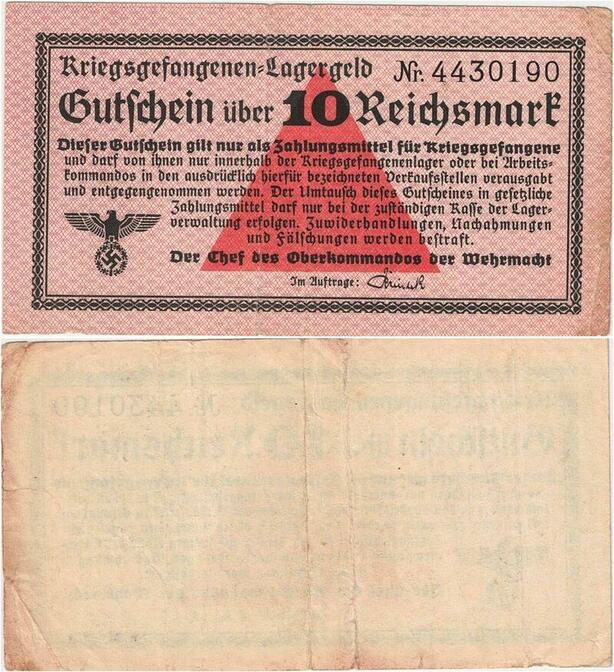 Kriegsgefangenen-Lagergeld Nr. 4430190
Gutschein über 10 Reichsmark
Dieser Gutschein gilt nur als Zahlungsmittel für Kriegsgefangene
und darf von ihnen nur innerhalb der Kriegsgefangenenlager oder bei Arbeits-
kommandos in den ausdrücklich hierfür bezeichneten Verkaufsstellen verausgabt
und entgegengenommen werden. Der Umtausch dieses Gutscheines in gesetzliche
Zahlungsmittel darf nur bei der zuständigen Kasse der Lager-
verwaltung erfolgen. Zuwiderhandlungen, Nachahmungen
und Fälschungen werden bestraft.
Der Chef des Oberkommandos der Wehrmacht
Im Auftrage: